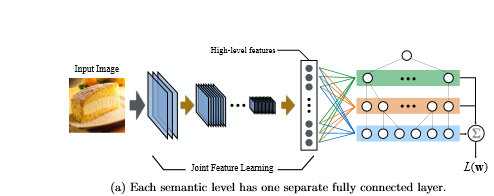 High-level features
Input Image
Σ
L(w)
Joint Feature Learning
(a) Each semantic level has one separate fully connected layer.